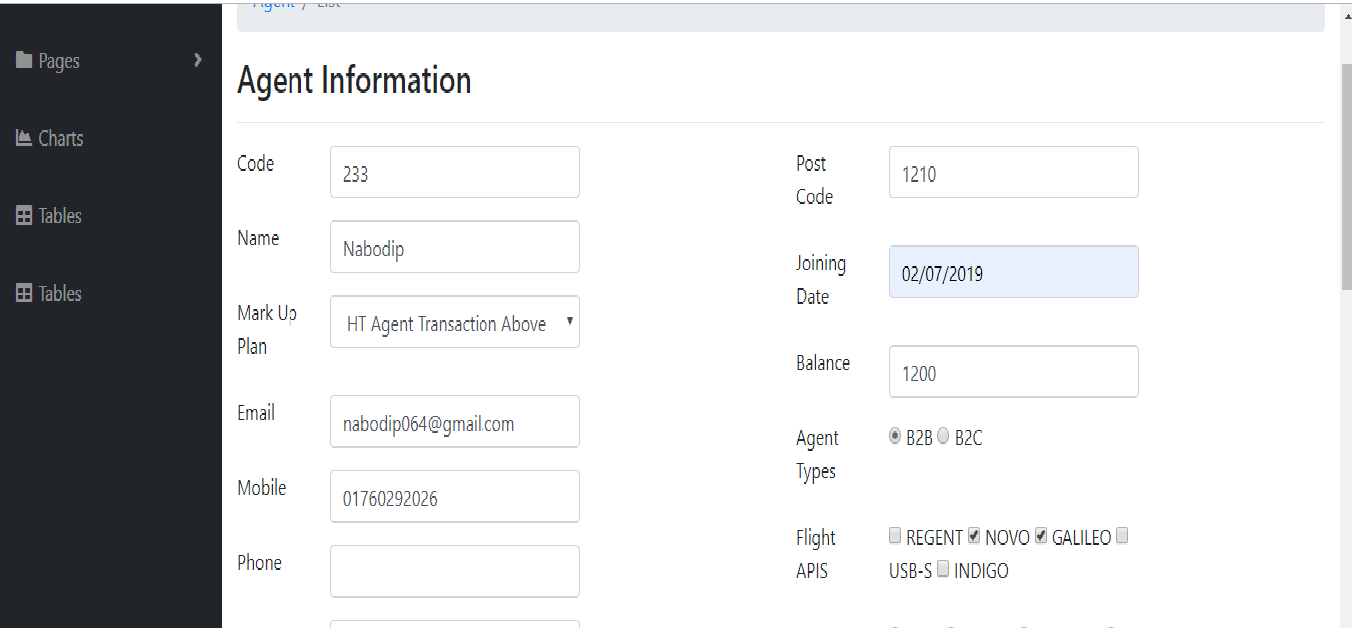 Agent / List
Pages
Charts
Tables
Tables
Agent Information
Code
233
Name
Nabodip
Mark Up
Plan
HT Agent Transaction Above
Email
nabodip064@gmail.com
Mobile
01760292026
Phone
Post
Code
1210
Joining
Date
02/07/2019
Balance
1200
Agent
Types
B2B B2C
Flight
APIS
REGENT NOVO GALILEO
USB-S INDIGO